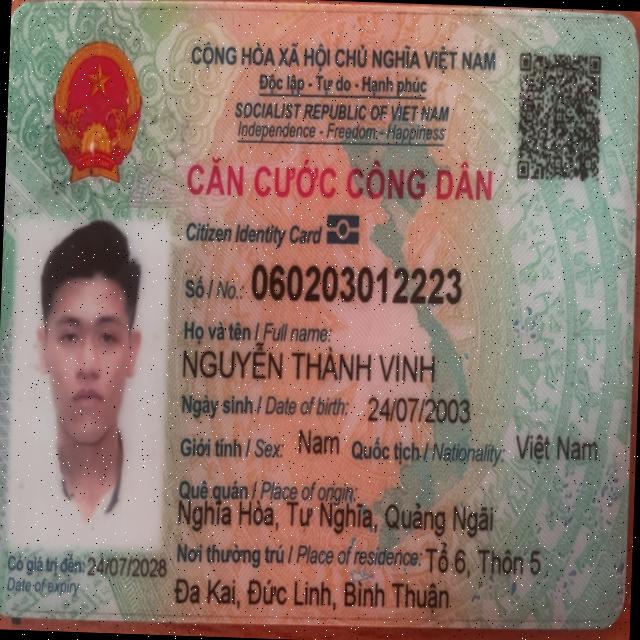 CỘNG HÒA XÃ HỘI CHỦ NGHĨA VIỆT NAM
Độc lập - Tự do - Hạnh phúc
SOCIALIST REPUBLIC OF VIET NAM
Independence - Freedom - Happiness
CĂN CƯỚC CÔNG DÂN
Citizen Identity Card
Số / No.: 060203012223
Họ và tên / Full name:
NGUYỄN THÀNH VINH
Ngày sinh / Date of birth: 24/07/2003
Giới tính / Sex: Nam Quốc tịch / Nationality: Việt Nam
Quê quán / Place of origin:
Nghĩa Hòa, Tư Nghĩa, Quảng Ngãi
Nơi thường trú / Place of residence: Tổ 6, Thôn 5
Đa Kai, Đức Linh, Bình Thuận
Có giá trị đến: 24/07/2028
Date of expiry